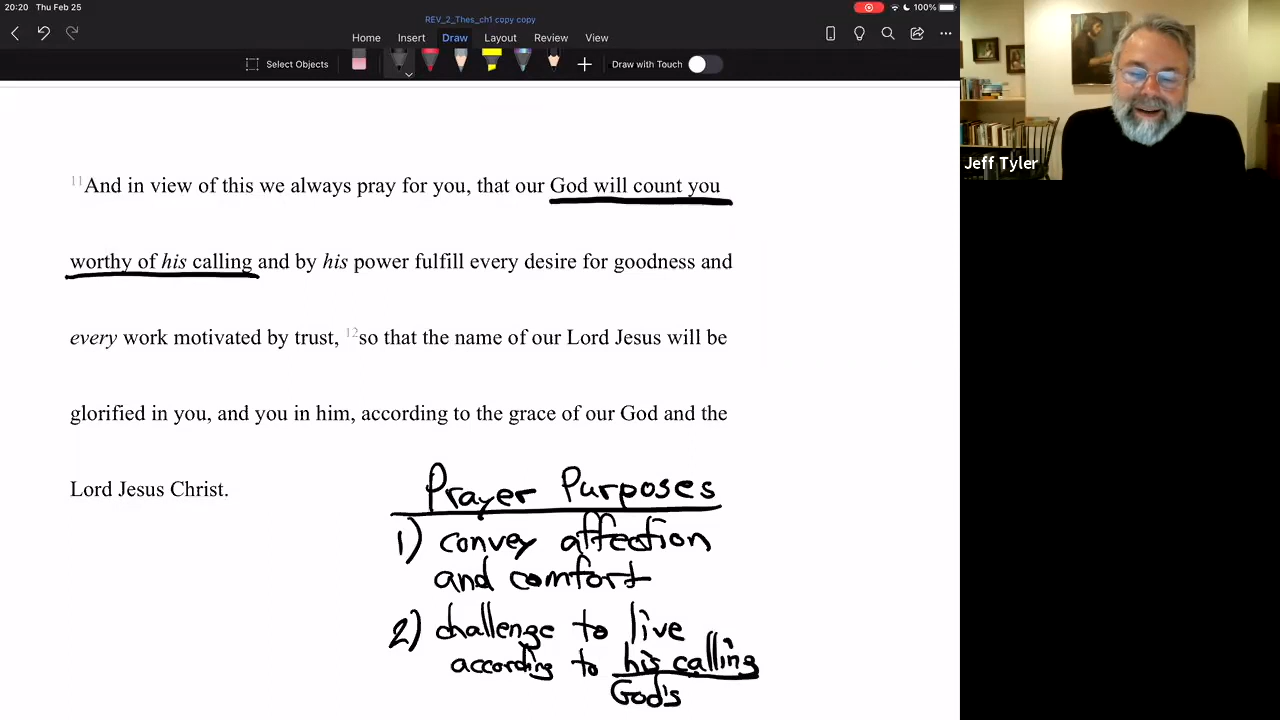 20:20 Thu Feb 25
100%
REV_2_Thes_ch1 copy copy
Home Insert Draw Layout Review View
Select Objects
Draw with Touch
Jeff Tyler
11And in view of this we always pray for you, that our God will count you
worthy of his calling and by his power fulfill every desire for goodness and
every work motivated by trust, 12so that the name of our Lord Jesus will be
glorified in you, and you in him, according to the grace of our God and the
Lord Jesus Christ.
Prayer Purposes
1) convey affection
and comfort
2) challenge to live
according to his calling
God's